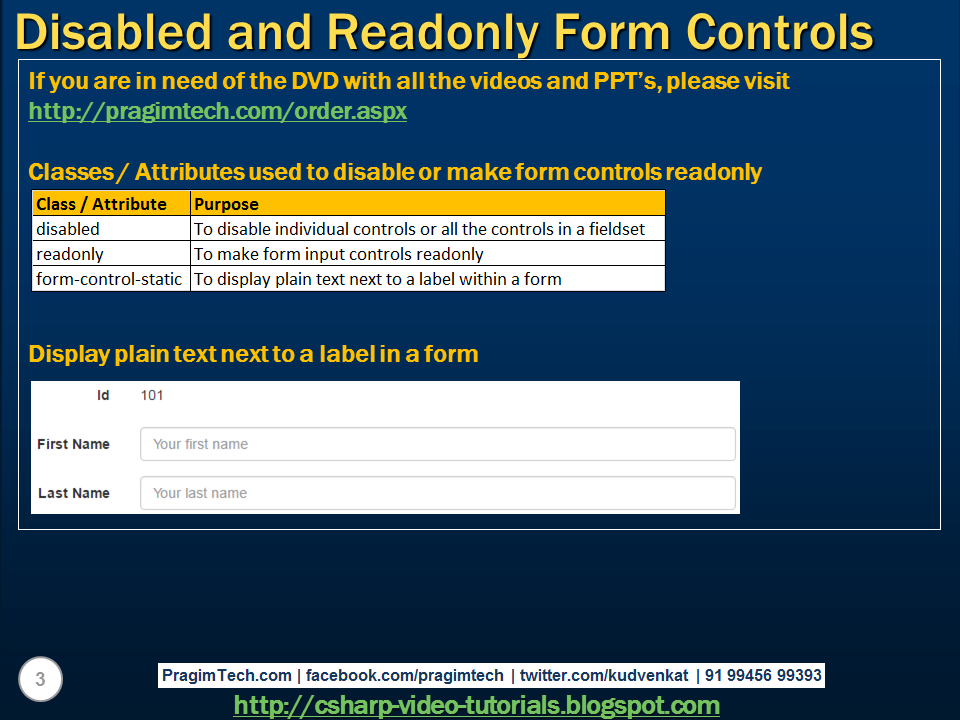 Disabled and Readonly Form Controls
If you are in need of the DVD with all the videos and PPT's, please visit
http://pragimtech.com/order.aspx
Classes / Attributes used to disable or make form controls readonly
Class / Attribute Purpose
disabled To disable individual controls or all the controls in a fieldset
readonly To make form input controls readonly
form-control-static To display plain text next to a label within a form
Display plain text next to a label in a form
Id 101
First Name Your first name
Last Name Your last name
3
PragimTech.com | facebook.com/pragimtech | twitter.com/kudvenkat | 91 99456 99393
http://csharp-video-tutorials.blogspot.com